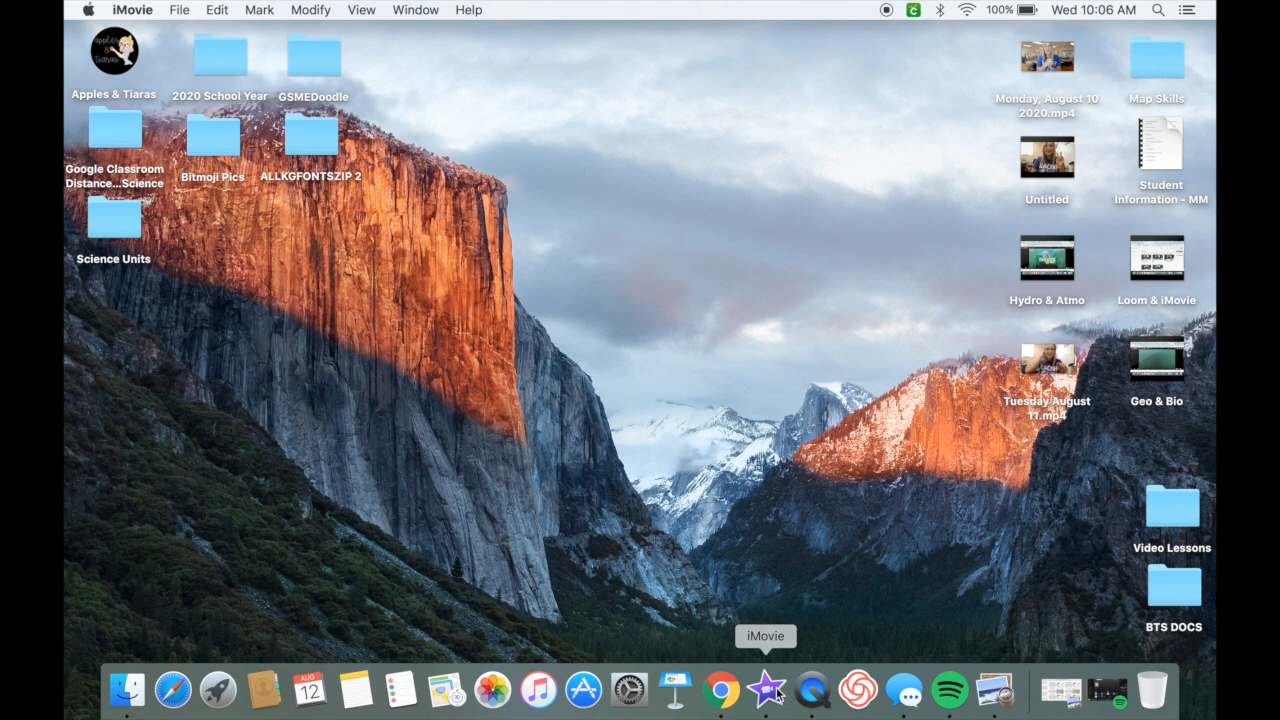 iMovie File Edit Mark Modify View Window Help 100% Wed 10:06 AM
apples
&
tiaras
Apples & Tiaras
2020 School Year
GSMEDoodle
Google Classroom
Distance...Science
Bitmoji Pics
ALLKGFONTSZIP 2
Science Units
Monday, August 10
2020.mp4
Map Skills
Untitled
Student
Information - MM
Hydro & Atmo
Loom & iMovie
Tuesday August
11.mp4
Geo & Bio
Video Lessons
BTS DOCS
iMovie
AUG
12